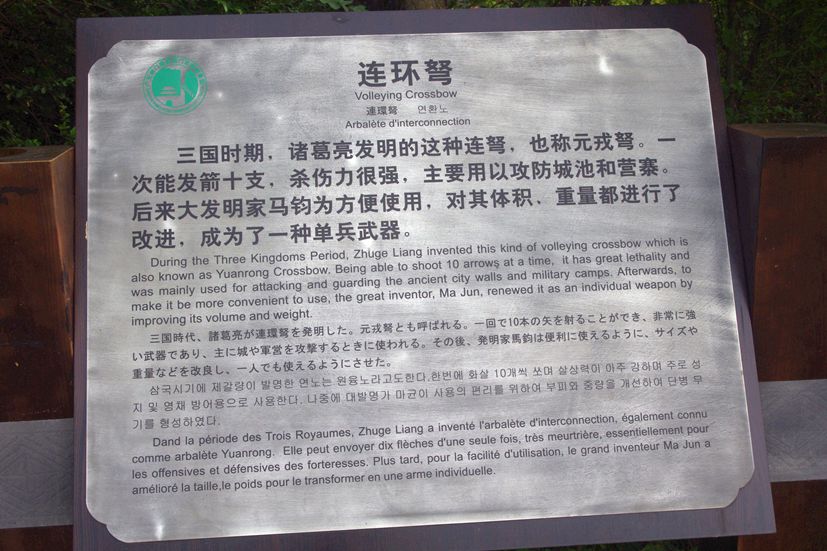 连环弩
Volleying Crossbow
連環弩 연환노
Arbalète d'interconnection
三国时期，诸葛亮发明的这种连弩，也称元戎弩。一
次能发箭十支，杀伤力很强，主要用以攻防城池和营寨。
后来大发明家马钧为方便使用，对其体积、重量都进行了
改进，成为了一种单兵武器。
During the Three Kingdoms Period, Zhuge Liang invented this kind of volleying crossbow which is
also known as Yuanrong Crossbow. Being able to shoot 10 arrows at a time, it has great lethality and
was mainly used for attacking and guarding the ancient city walls and military camps. Afterwards, to
make it be more convenient to use, the great inventor, Ma Jun, renewed it as an individual weapon by
improving its volume and weight.
三国時代、諸葛亮が連環弩を発明した。元戎弩とも呼ばれる。一回で10本の矢を射ることができ、非常に強
い武器であり、主に城や軍営を攻撃するときに使われる。その後、発明家馬鈞は便利に使えるように、サイズや
重量などを改良し、一人でも使えるようにさせた。
삼국시기에 제갈량이 발명한 연노는 원융노라고도한다.한번에 화살 10개씩 쏘며 살상력이 아주 강하며 주로 성
지 및 영채 방어용으로 사용한다. 나중에 대발명가 마균이 사용의 편리를 위하여 부피와 중량을 개선하여 단병 무
기를 형성하였다.
Dand la période des Trois Royaumes, Zhuge Liang a inventé l'arbalète d'interconnection, également connu
comme arbalète Yuanrong. Elle peut envoyer dix flèches d'une seule fois, très meurtrière, essentiellement pour
les offensives et défensives des forteresses. Plus tard, pour la facilité d'utilisation, le grand inventeur Ma Jun a
amélioré la taille,le poids pour le transformer en une arme individuelle.